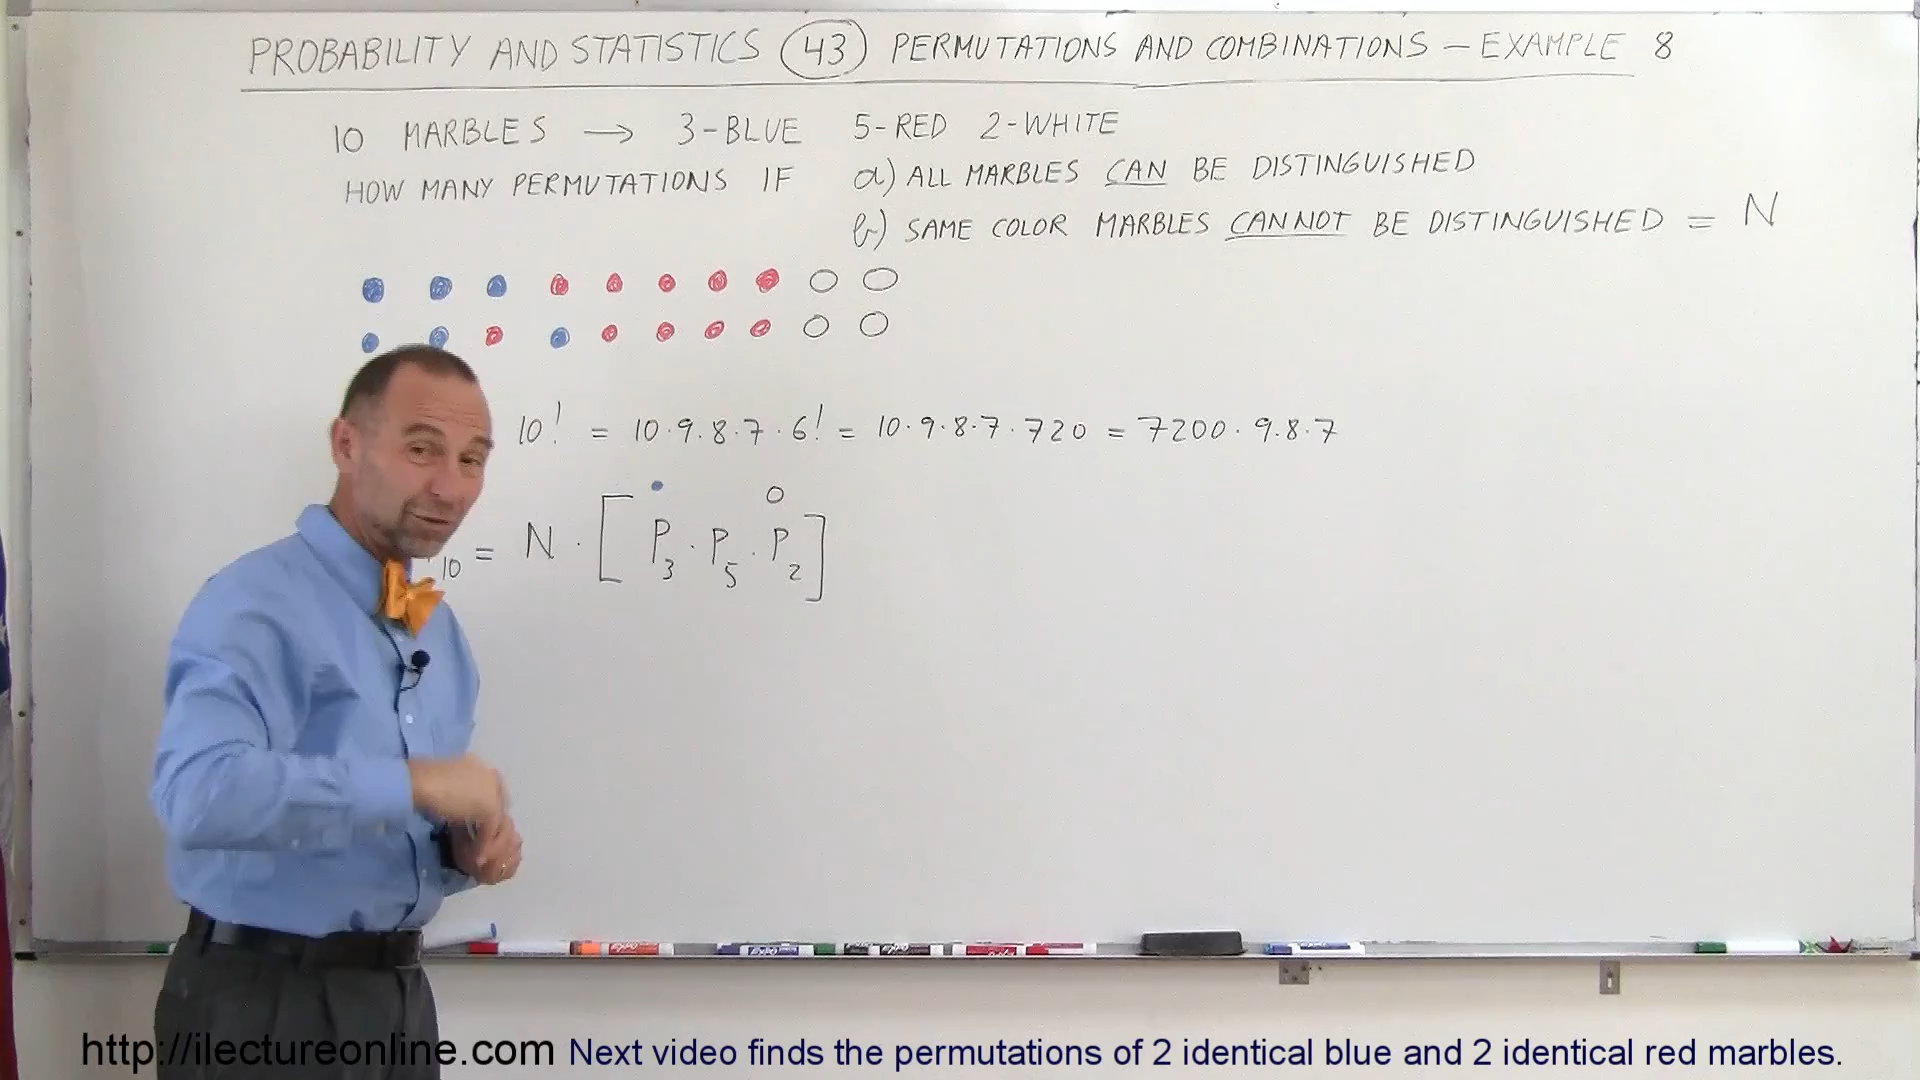 PROBABILITY AND STATISTICS 43 PERMUTATIONS AND COMBINATIONS – EXAMPLE 8
10 MARBLES → 3-BLUE 5-RED 2-WHITE
HOW MANY PERMUTATIONS IF a) ALL MARBLES CAN BE DISTINGUISHED
b) SAME COLOR MARBLES CANNOT BE DISTINGUISHED = N
10! = 10·9·8·7·6! = 10·9·8·7·720 = 7200·9·8·7
10 = N · [ P3 · P5 · P2 ]
http://ilectureonline.com Next video finds the permutations of 2 identical blue and 2 identical red marbles.